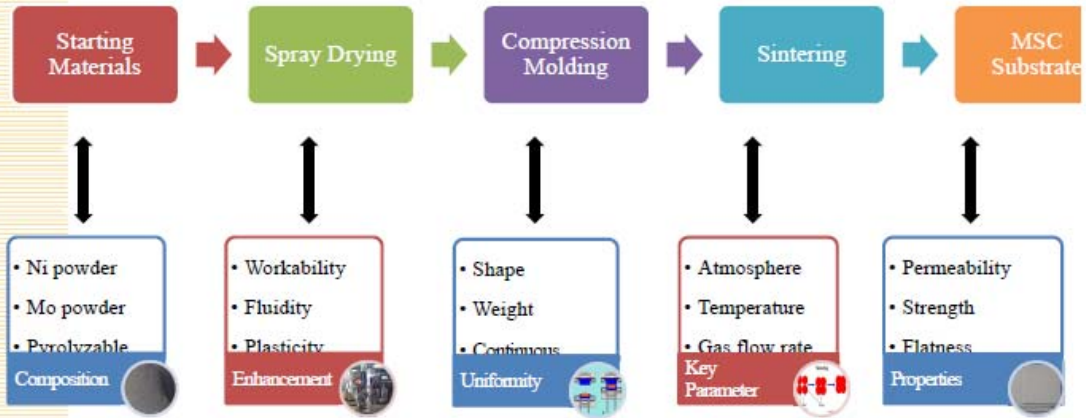 Starting
Materials
Spray Drying
Compression
Molding
Sintering
MSC
Substrate
• Ni powder
• Mo powder
• Pyrolyzable
Composition
• Workability
• Fluidity
• Plasticity
Enhancement
• Shape
• Weight
• Continuous
Uniformity
• Atmosphere
• Temperature
• Gas flow rate
Key
Parameter
• Permeability
• Strength
• Flatness
Properties